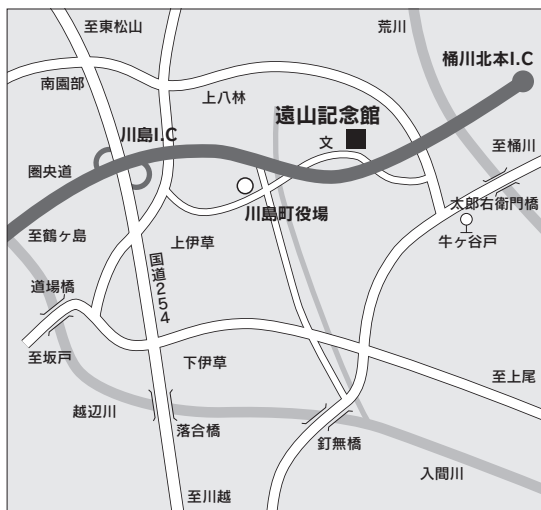 至東松山
荒川
桶川北本I.C
南園部
上八林
遠山記念館
川島I.C
文
至桶川
圏央道
太郎右衛門橋
川島町役場
牛ヶ谷戸
至鶴ヶ島
上伊草
国道254
道場橋
至坂戸
下伊草
至上尾
越辺川
落合橋
釘無橋
入間川
至川越